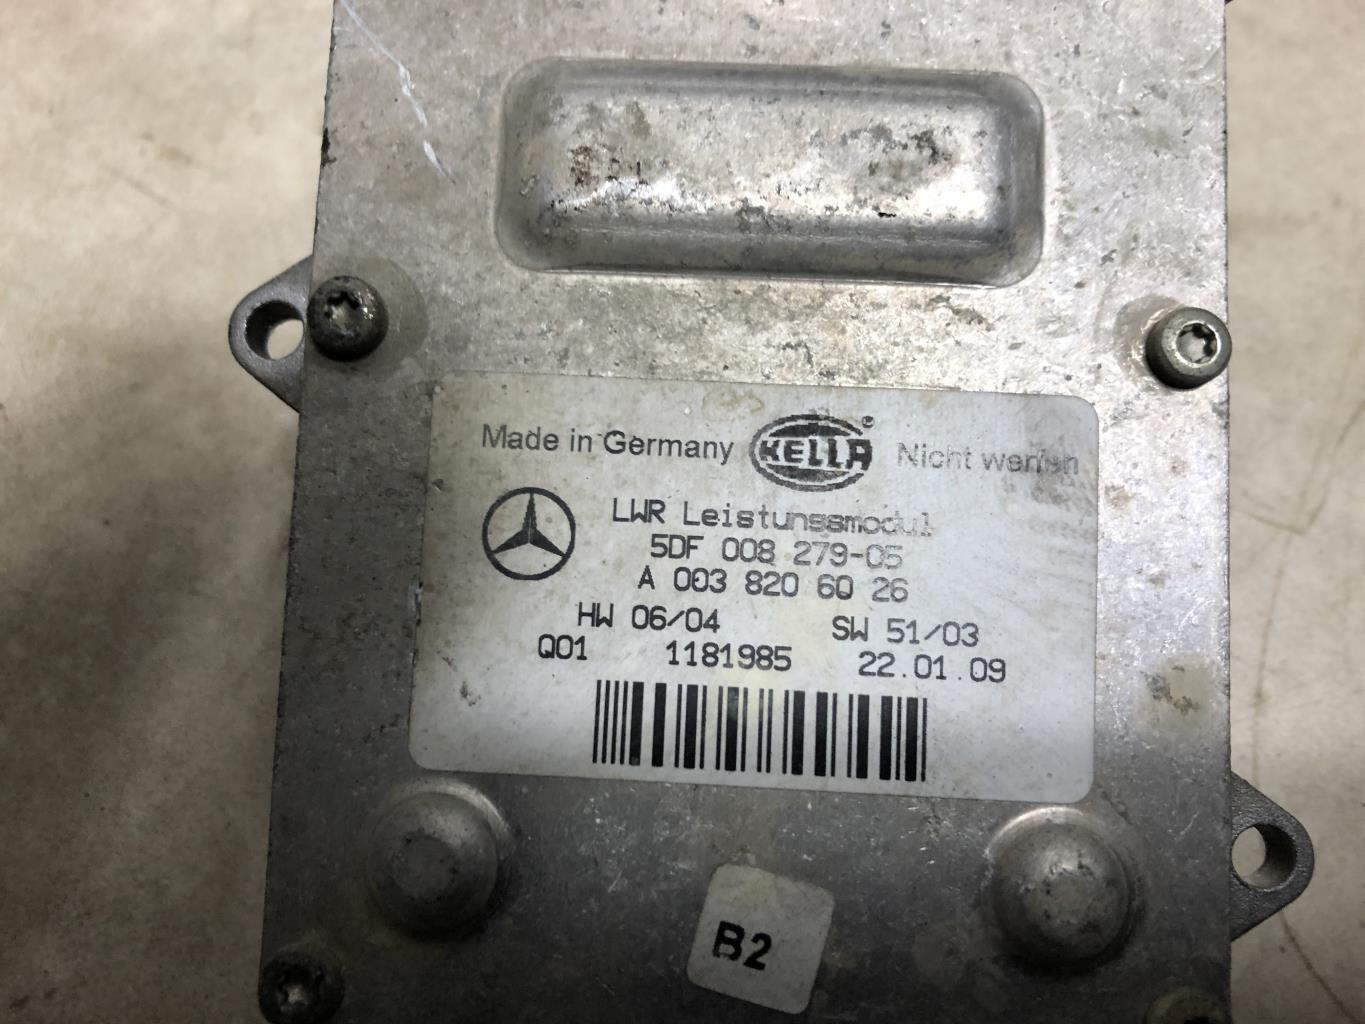 Made in Germany HELLA ® Nicht werfen
LWR Leistungsmodul
5DF 008 279-05
A 003 820 60 26
HW 06/04 SW 51/03
Q01 1181985 22.01.09
B2